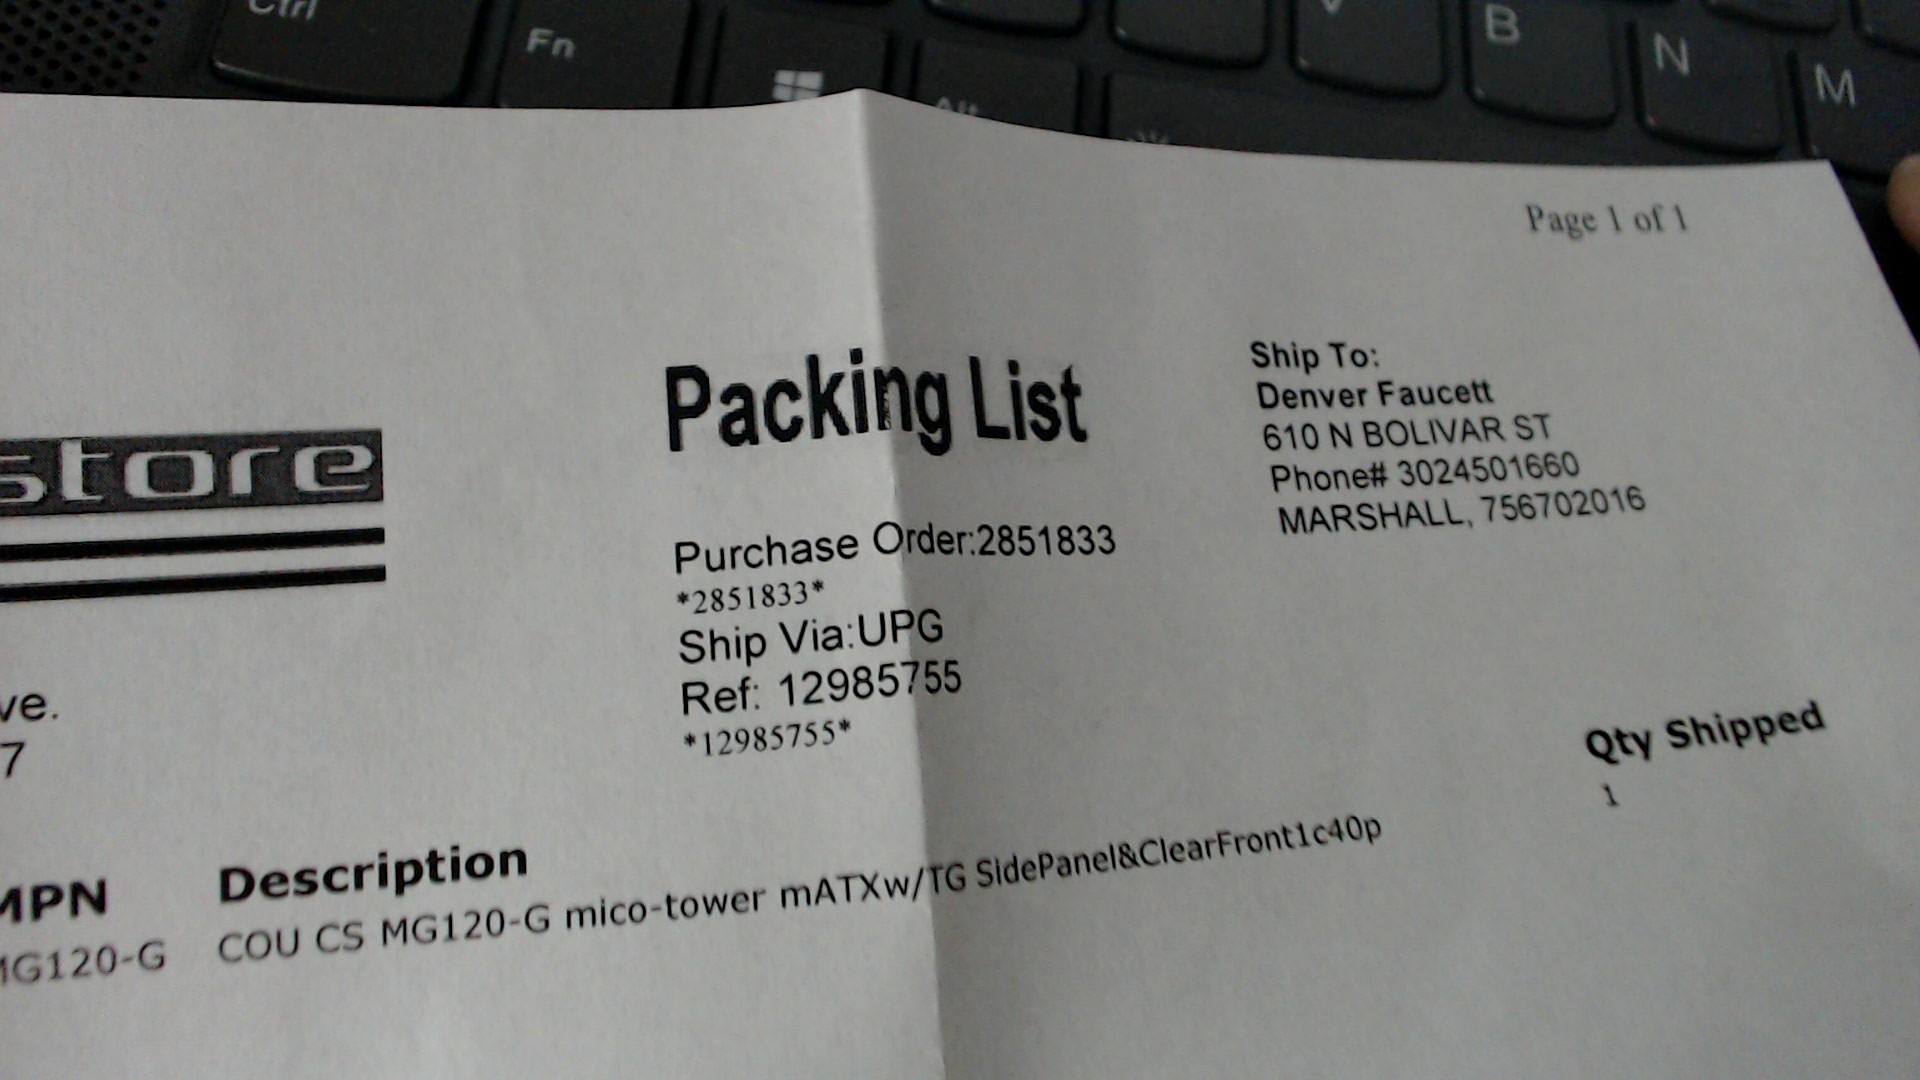 Ctrl
Fn
Alt
V
B
N
M
Page 1 of 1
store
Packing List
Ship To:
Denver Faucett
610 N BOLIVAR ST
Phone# 3024501660
MARSHALL, 756702016
Purchase Order:2851833
*2851833*
Ship Via:UPG
Ref: 12985755
*12985755*
ve.
7
Qty Shipped
1
MPN
Description
MG120-G
COU CS MG120-G mico-tower mATXw/TG SidePanel&ClearFront1c40p